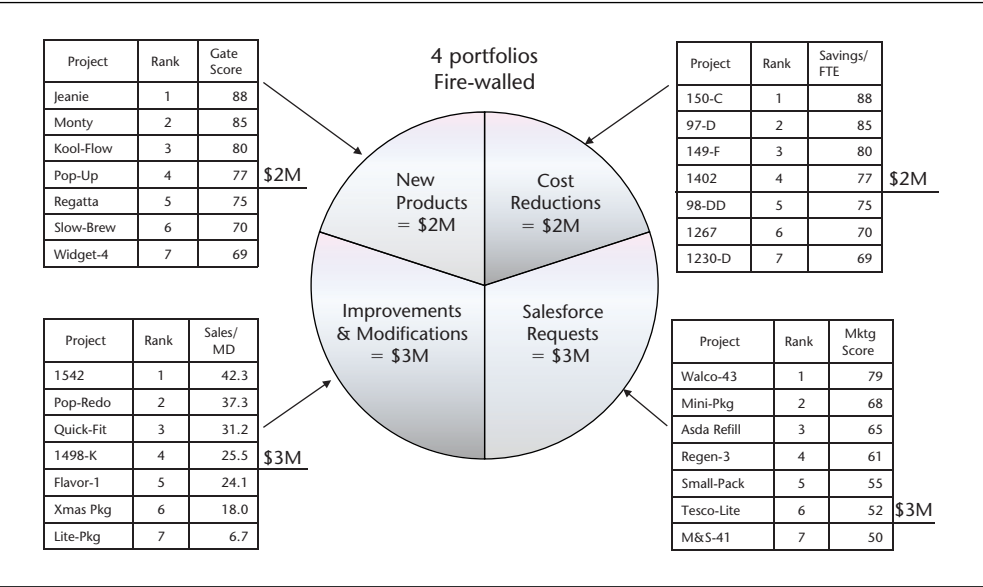 4 portfolios
Fire-walled
Project Rank Gate
Score
Jeanie 1 88
Monty 2 85
Kool-Flow 3 80
Pop-Up 4 77 $2M
Regatta 5 75
Slow-Brew 6 70
Widget-4 7 69
Project Rank Savings/
FTE
150-C 1 88
97-D 2 85
149-F 3 80
1402 4 77 $2M
98-DD 5 75
1267 6 70
1230-D 7 69
New
Products
= $2M
Cost
Reductions
= $2M
Improvements
& Modifications
= $3M
Salesforce
Requests
= $3M
Project Rank Sales/
MD
1542 1 42.3
Pop-Redo 2 37.3
Quick-Fit 3 31.2
1498-K 4 25.5 $3M
Flavor-1 5 24.1
Xmas Pkg 6 18.0
Lite-Pkg 7 6.7
Project Rank Mktg
Score
Walco-43 1 79
Mini-Pkg 2 68
Asda Refill 3 65
Regen-3 4 61
Small-Pack 5 55
Tesco-Lite 6 52 $3M
M&S-41 7 50